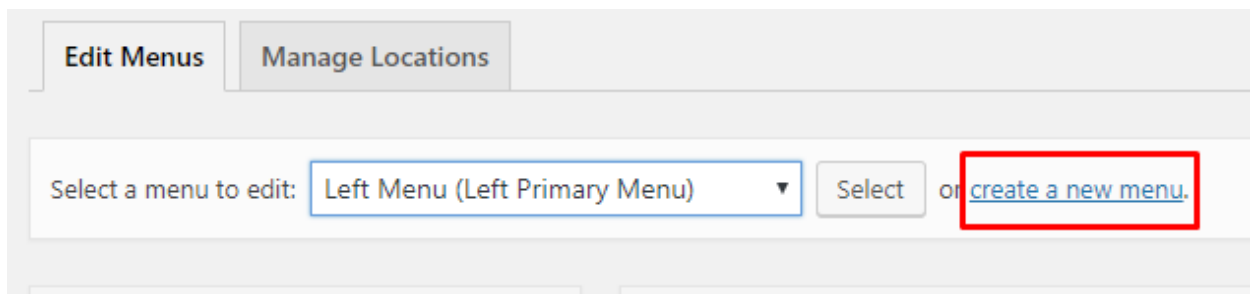 Edit Menus Manage Locations
Select a menu to edit: Left Menu (Left Primary Menu) Select or create a new menu.